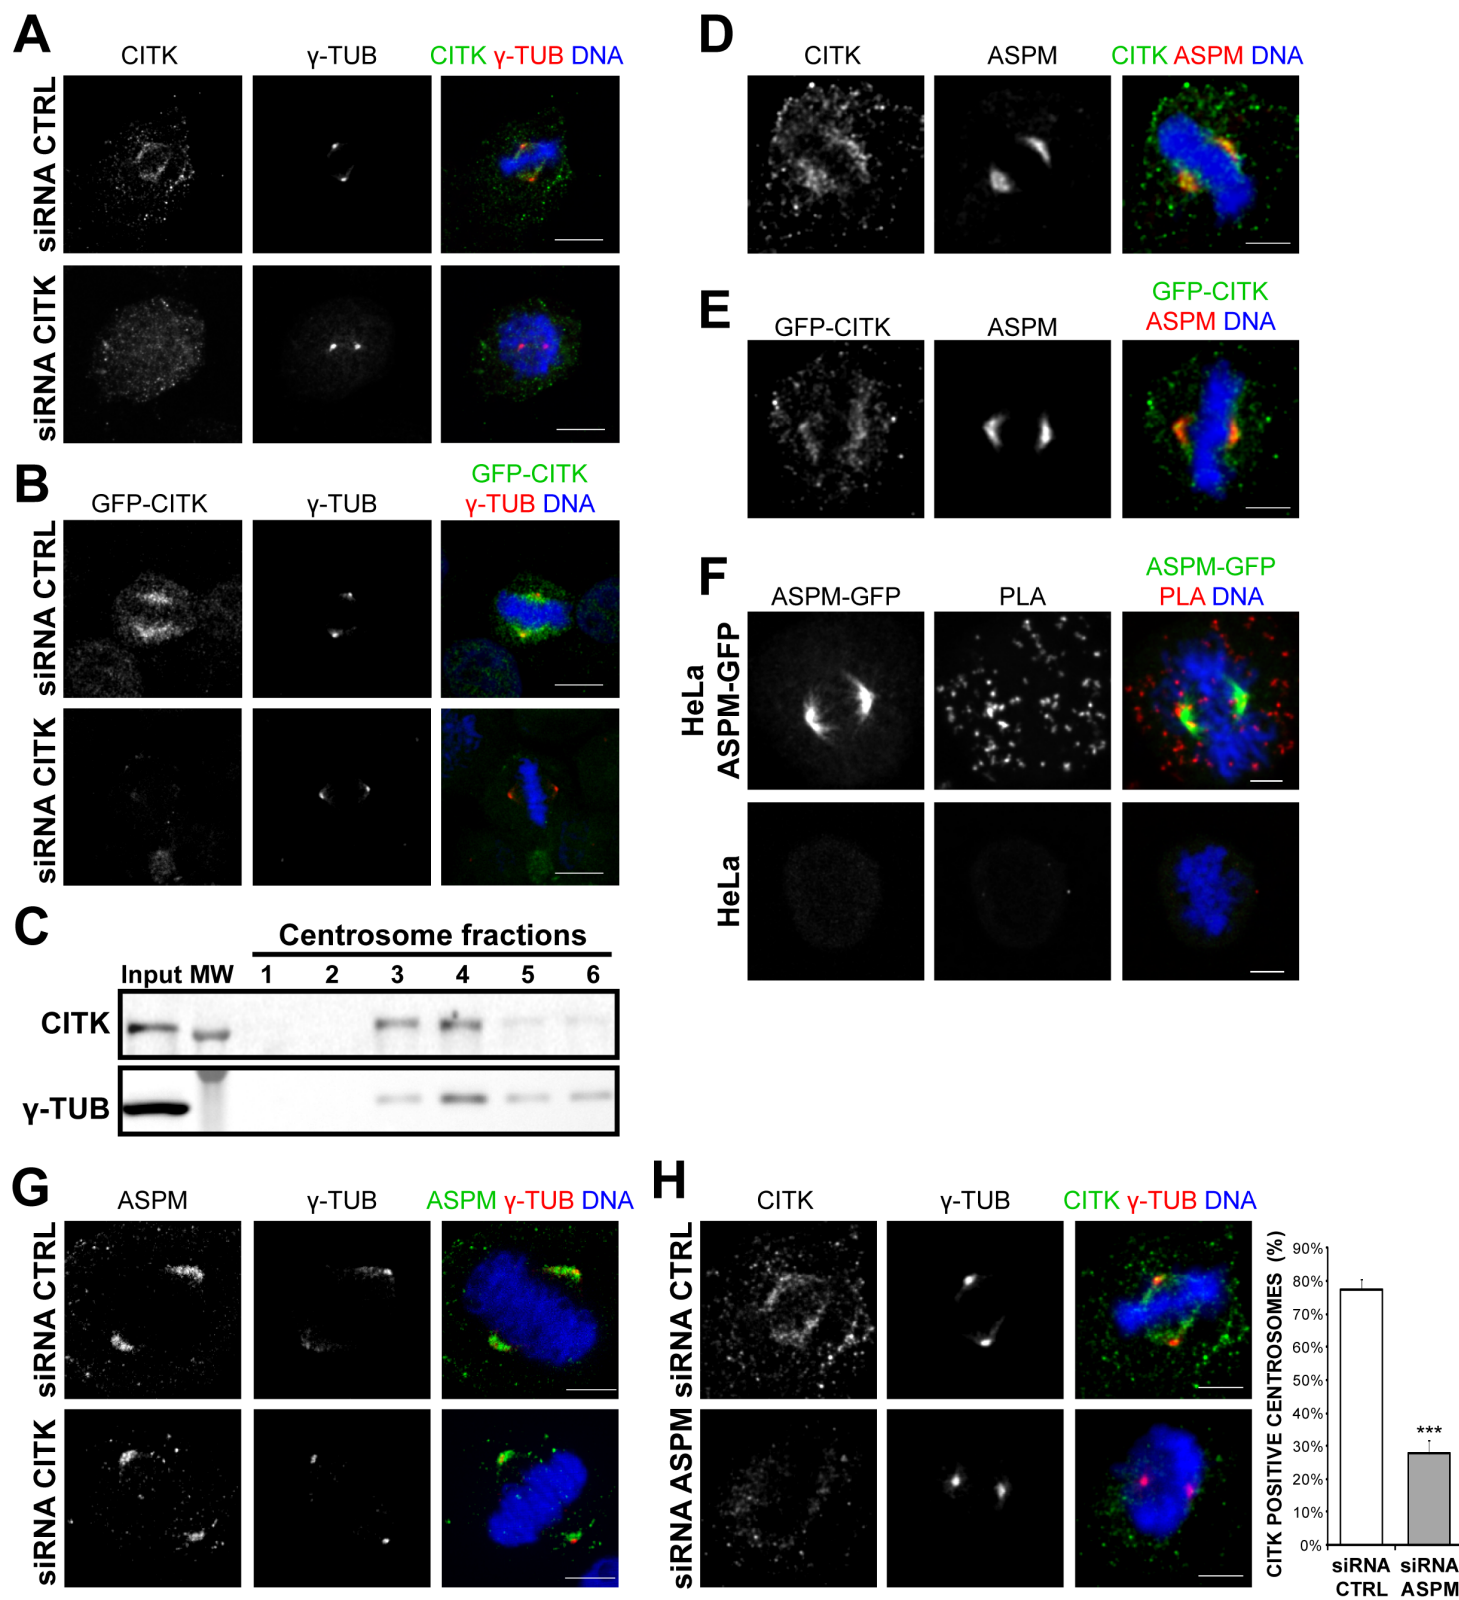 A
CITK γ-TUB CITK γ-TUB DNA
siRNA CTRL
siRNA CITK
B
GFP-CITK γ-TUB GFP-CITK
γ-TUB DNA
siRNA CTRL
siRNA CITK
C
Centrosome fractions
Input MW 1 2 3 4 5 6
CITK
γ-TUB
D
CITK ASPM CITK ASPM DNA
E
GFP-CITK ASPM GFP-CITK
ASPM DNA
F
ASPM-GFP PLA ASPM-GFP
PLA DNA
HeLa
ASPM-GFP
HeLa
G
ASPM γ-TUB ASPM γ-TUB DNA
siRNA CTRL
siRNA CITK
H
CITK γ-TUB CITK γ-TUB DNA
siRNA CTRL
siRNA ASPM
CITK POSITIVE CENTROSOMES (%)
90%
80%
70%
60%
50%
40%
30%
20%
10%
0%
***
siRNA CTRL
siRNA ASPM